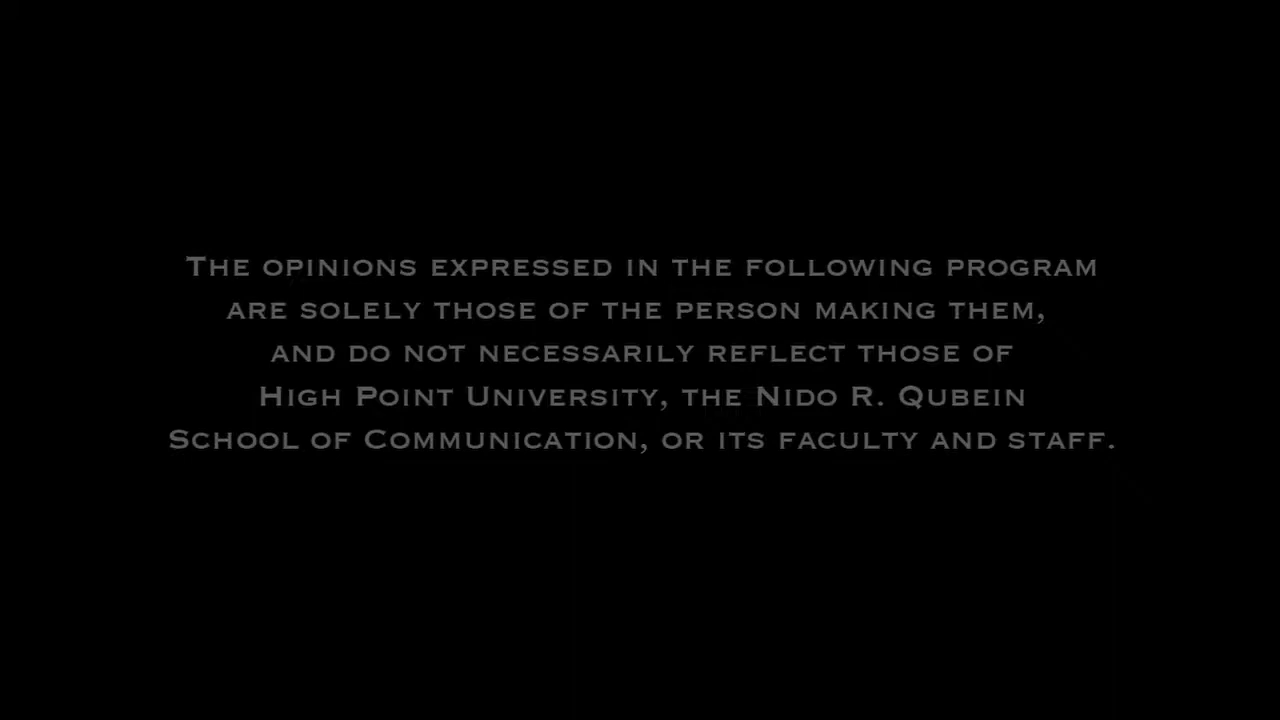 The opinions expressed in the following program
are solely those of the person making them,
and do not necessarily reflect those of
High Point University, the Nido R. Qubein
School of Communication, or its faculty and staff.